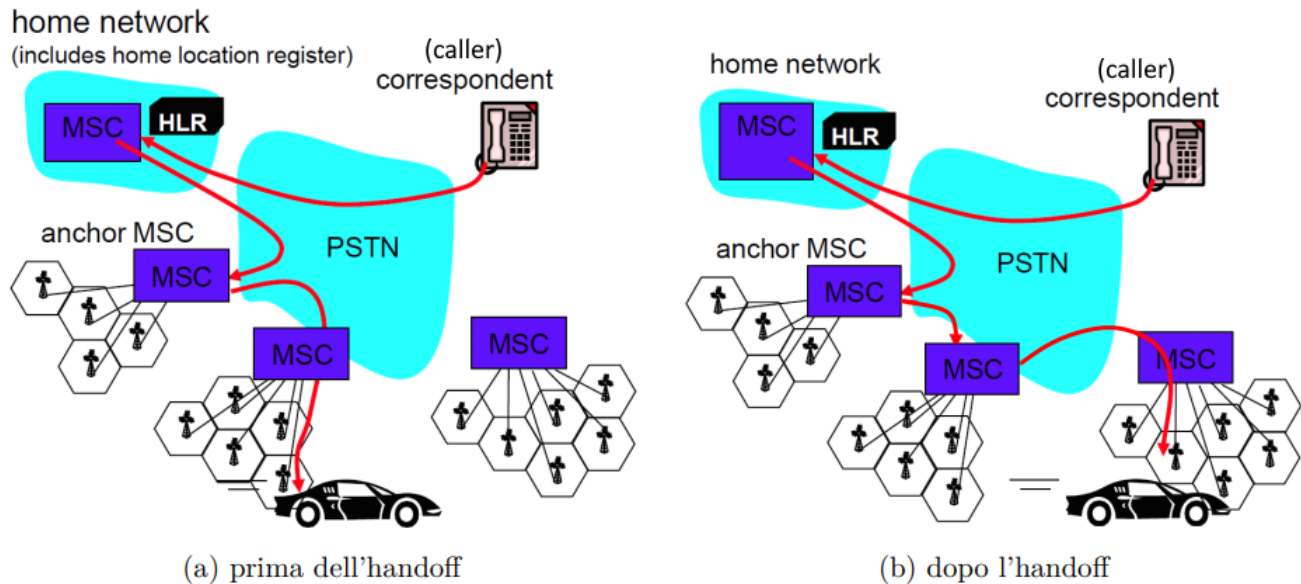 home network
(includes home location register)
(caller)
correspondent
MSC
HLR
PSTN
anchor MSC
MSC
MSC
MSC
(a) prima dell'handoff
home network
(caller)
correspondent
MSC
HLR
PSTN
anchor MSC
MSC
MSC
MSC
(b) dopo l'handoff